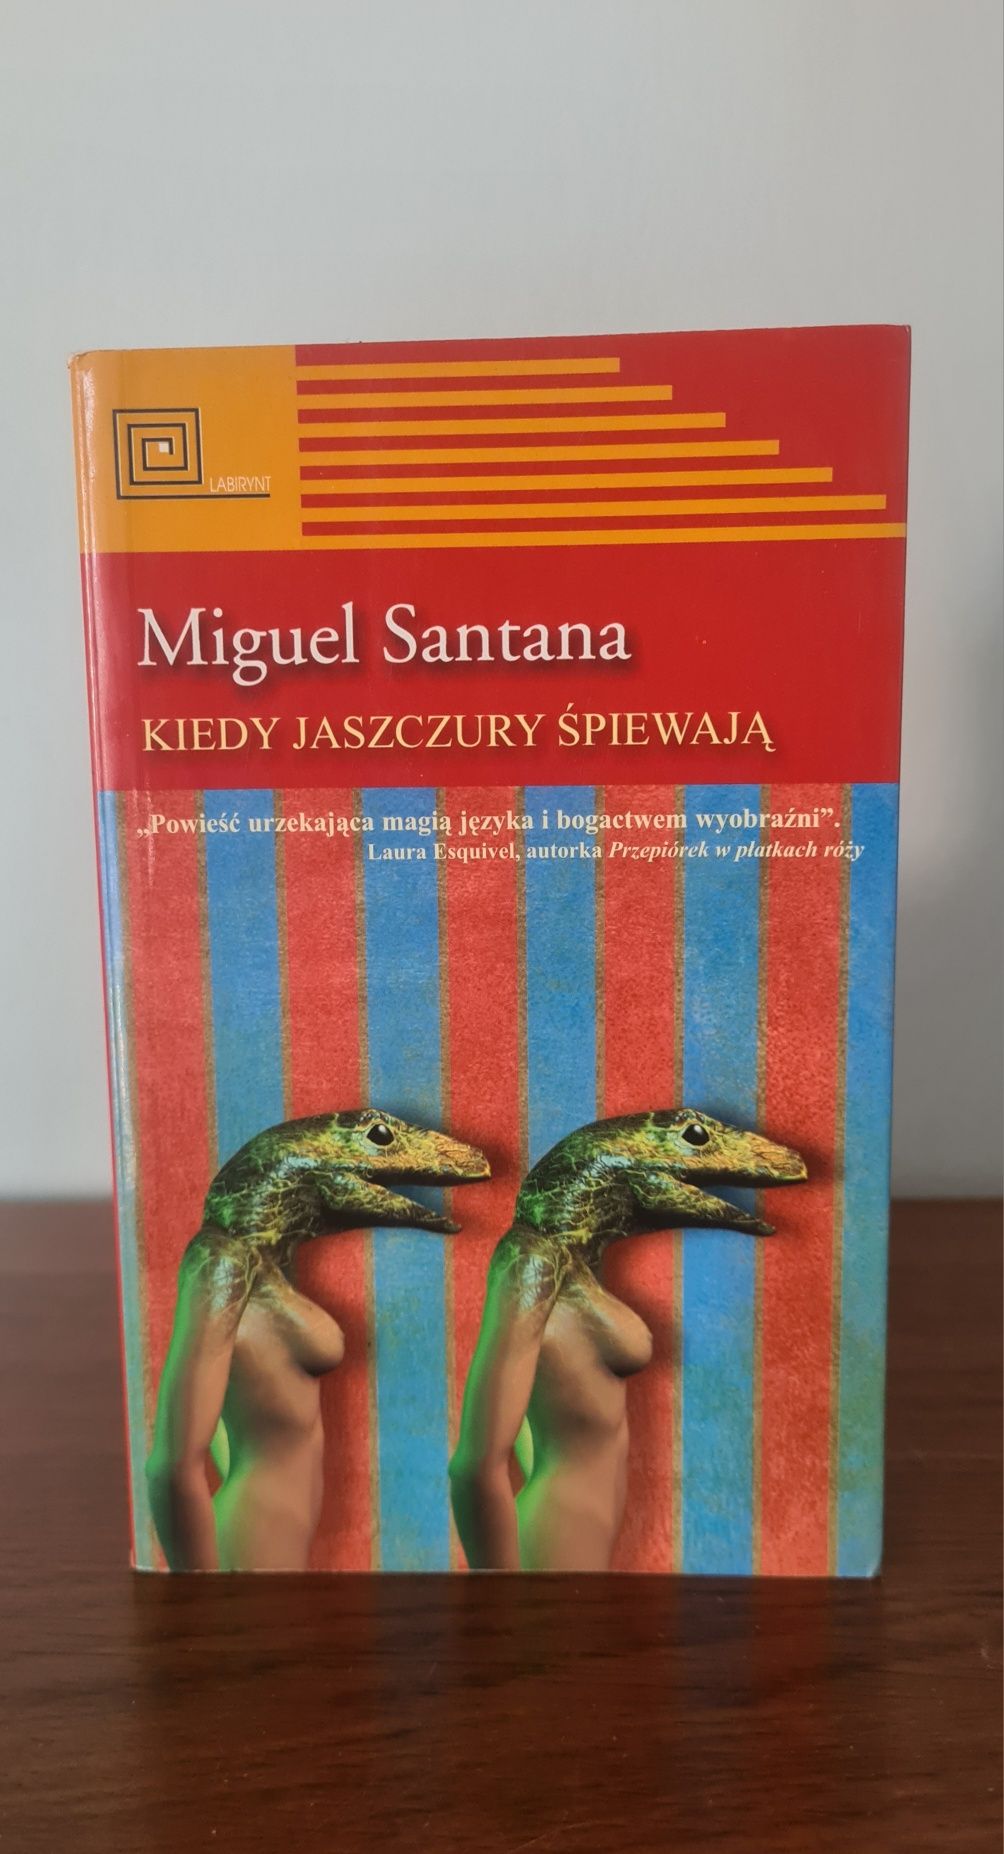 LABIRYNT
Miguel Santana
KIEDY JASZCZURY ŚPIEWAJĄ
„Powieść urzekająca magią języka i bogactwem wyobraźni”.
Laura Esquivel, autorka Przepiórek w płatkach róży